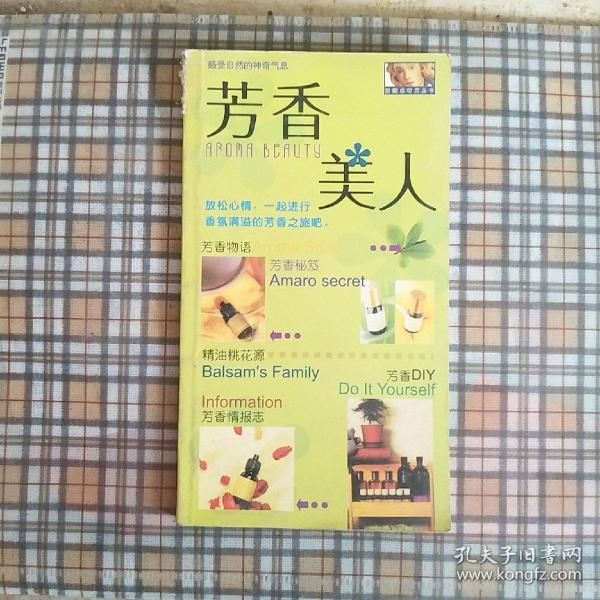 感受自然的神奇气息
芳香
AROMA BEAUTY
美人
放松心情，一起进行
香氛满溢的芳香之旅吧。
芳香物语
芳香秘笈
Amaro secret
精油桃花源
Balsam's Family
芳香DIY
Do It Yourself
Information
芳香情报志
孔夫子旧书网
www.kongfz.com